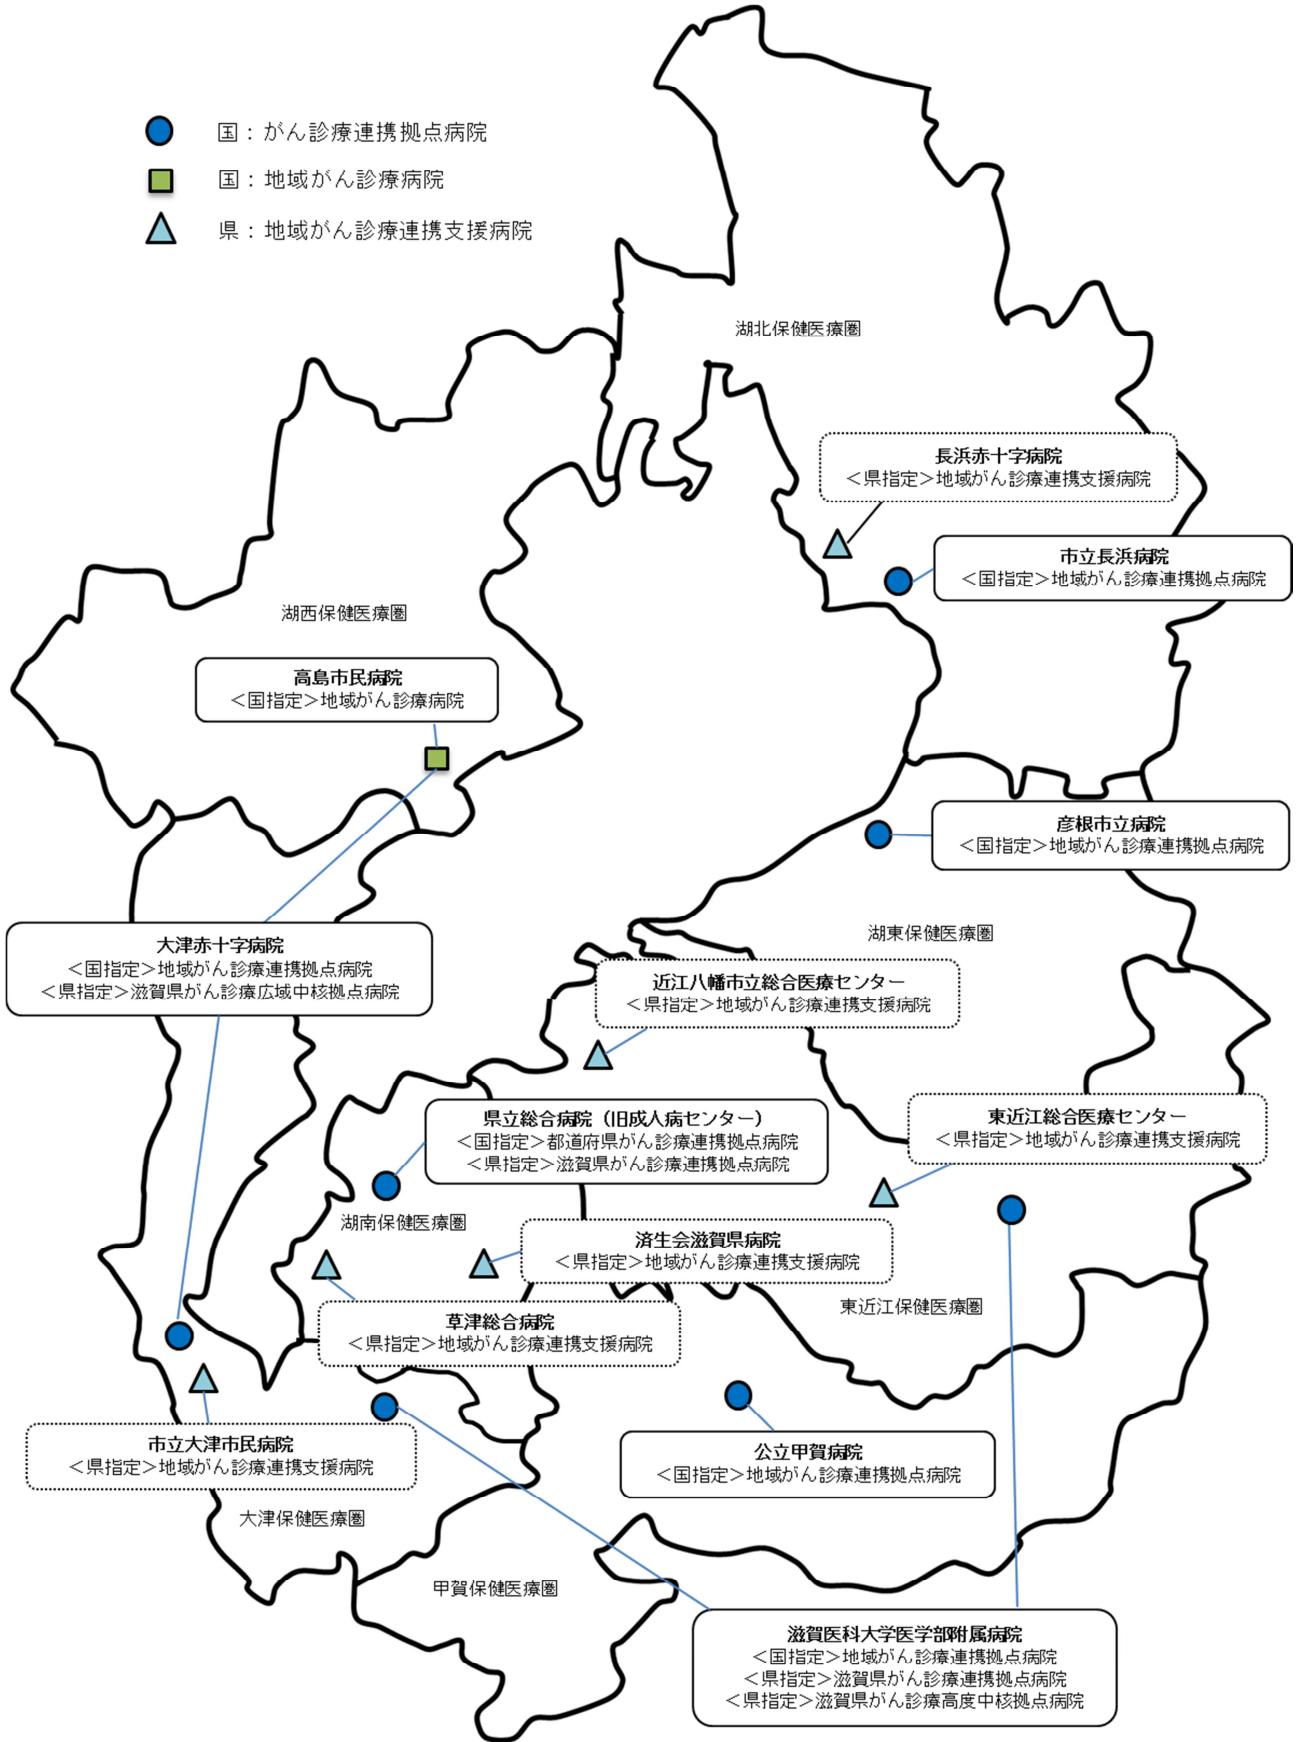 国：がん診療連携拠点病院
国：地域がん診療病院
県：地域がん診療連携支援病院
湖北保健医療圏
長浜赤十字病院
＜県指定＞地域がん診療連携支援病院
市立長浜病院
＜国指定＞地域がん診療連携拠点病院
湖西保健医療圏
高島市民病院
＜国指定＞地域がん診療病院
彦根市立病院
＜国指定＞地域がん診療連携拠点病院
湖東保健医療圏
大津赤十字病院
＜国指定＞地域がん診療連携拠点病院
＜県指定＞滋賀県がん診療広域中核拠点病院
近江八幡市立総合医療センター
＜県指定＞地域がん診療連携支援病院
県立総合病院（旧成人病センター）
＜国指定＞都道府県がん診療連携拠点病院
＜県指定＞滋賀県がん診療連携拠点病院
東近江総合医療センター
＜県指定＞地域がん診療連携支援病院
湖南保健医療圏
済生会滋賀県病院
＜県指定＞地域がん診療連携支援病院
東近江保健医療圏
草津総合病院
＜県指定＞地域がん診療連携支援病院
市立大津市民病院
＜県指定＞地域がん診療連携支援病院
公立甲賀病院
＜国指定＞地域がん診療連携拠点病院
大津保健医療圏
甲賀保健医療圏
滋賀医科大学医学部附属病院
＜国指定＞地域がん診療連携拠点病院
＜県指定＞滋賀県がん診療連携拠点病院
＜県指定＞滋賀県がん診療高度中核拠点病院